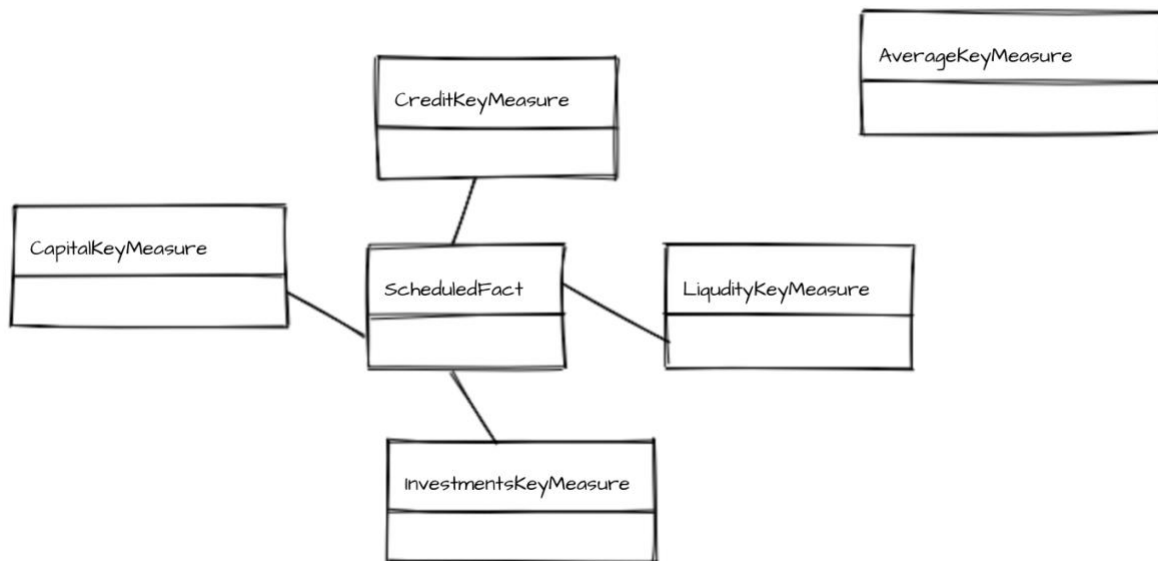 AverageKeyMeasure
CreditKeyMeasure
CapitalKeyMeasure
ScheduledFact
LiqudityKeyMeasure
InvestmentsKeyMeasure